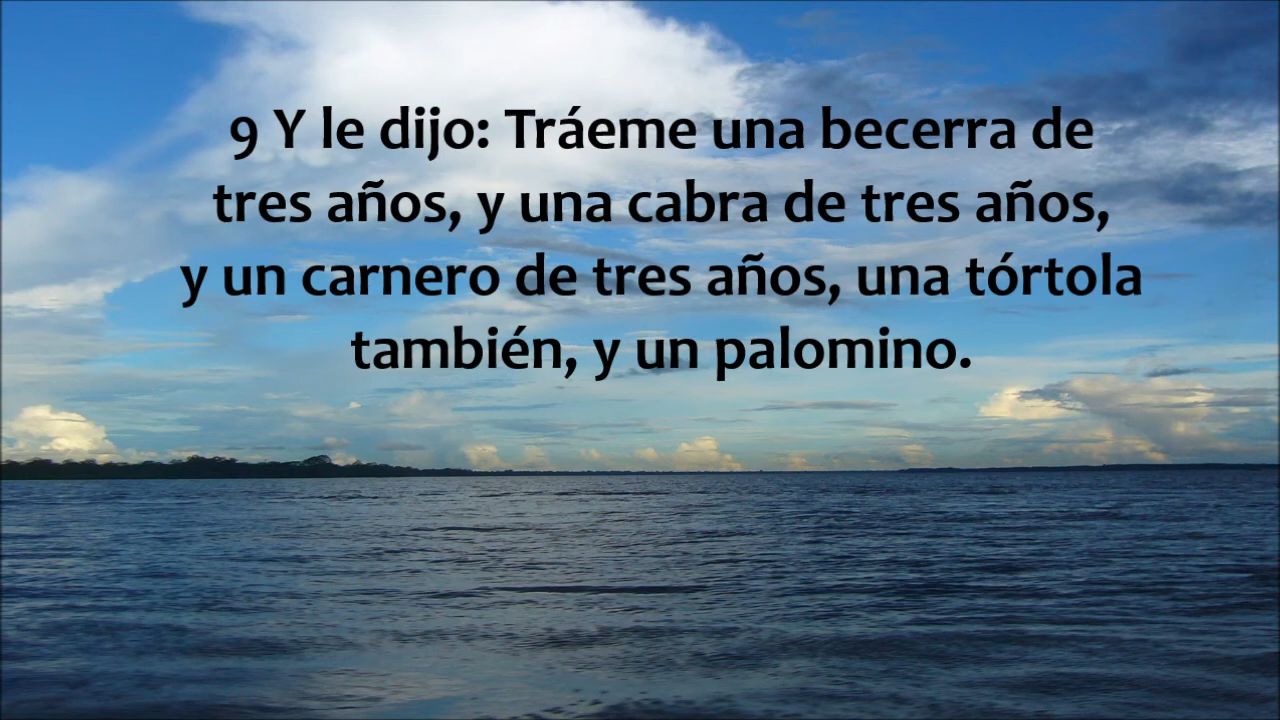 9 Y le dijo: Tráeme una becerra de
tres años, y una cabra de tres años,
y un carnero de tres años, una tórtola
también, y un palomino.